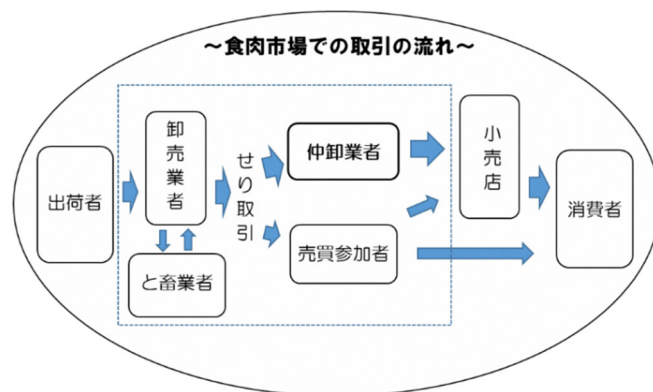 ～食肉市場での取引の流れ～
出荷者
卸売業者
と畜業者
せり取引
仲卸業者
売買参加者
小売店
消費者